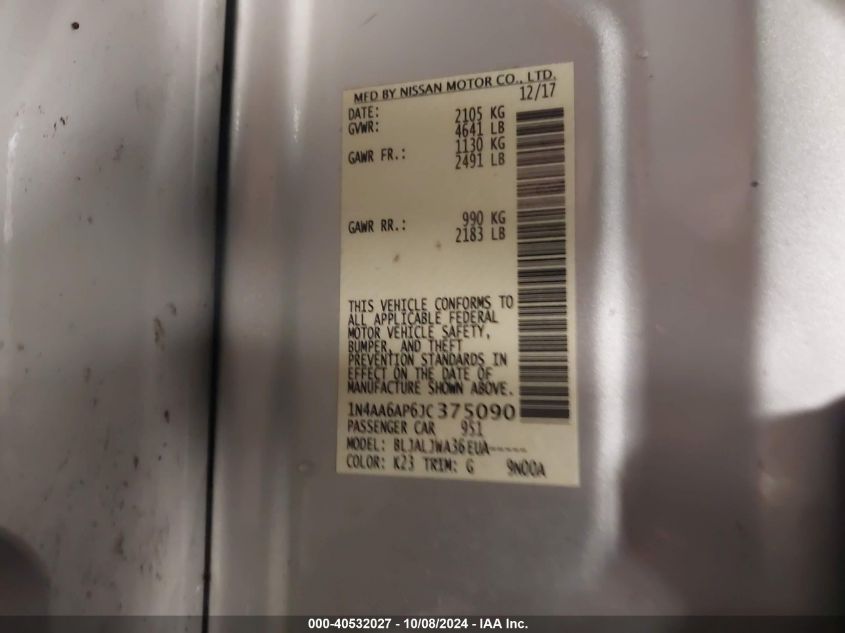 MFD BY NISSAN MOTOR CO., LTD.
12/17
DATE:
GVWR:
2105 KG
4641 LB
GAWR FR.:
1130 KG
2491 LB
GAWR RR.:
990 KG
2183 LB
THIS VEHICLE CONFORMS TO
ALL APPLICABLE FEDERAL
MOTOR VEHICLE SAFETY,
BUMPER, AND THEFT
PREVENTION STANDARDS IN
EFFECT ON THE DATE OF
MANUFACTURE SHOWN ABOVE.
1N4AA6AP6JC375090
PASSENGER CAR 951
MODEL: BLJALJWA36EUA-----
COLOR: K23 TRIM: G 9N00A
000-40532027 - 10/08/2024 - IAA Inc.